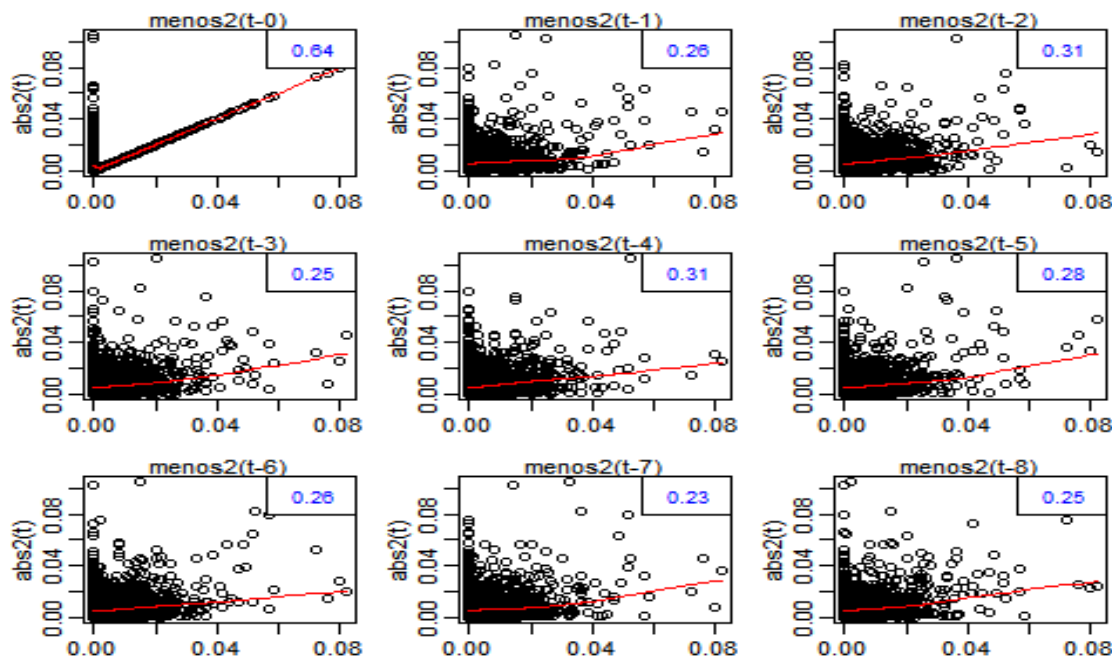 menos2(t-0) menos2(t-1) menos2(t-2)
0.64 0.26 0.31
abs2(t) abs2(t) abs2(t)
0.00 0.04 0.08 0.00 0.04 0.08 0.00 0.04 0.08
0.00 0.04 0.08 0.00 0.04 0.08 0.00 0.04 0.08
menos2(t-3) menos2(t-4) menos2(t-5)
0.25 0.31 0.28
abs2(t) abs2(t) abs2(t)
0.00 0.04 0.08 0.00 0.04 0.08 0.00 0.04 0.08
0.00 0.04 0.08 0.00 0.04 0.08 0.00 0.04 0.08
menos2(t-6) menos2(t-7) menos2(t-8)
0.26 0.23 0.25
abs2(t) abs2(t) abs2(t)
0.00 0.04 0.08 0.00 0.04 0.08 0.00 0.04 0.08
0.00 0.04 0.08 0.00 0.04 0.08 0.00 0.04 0.08